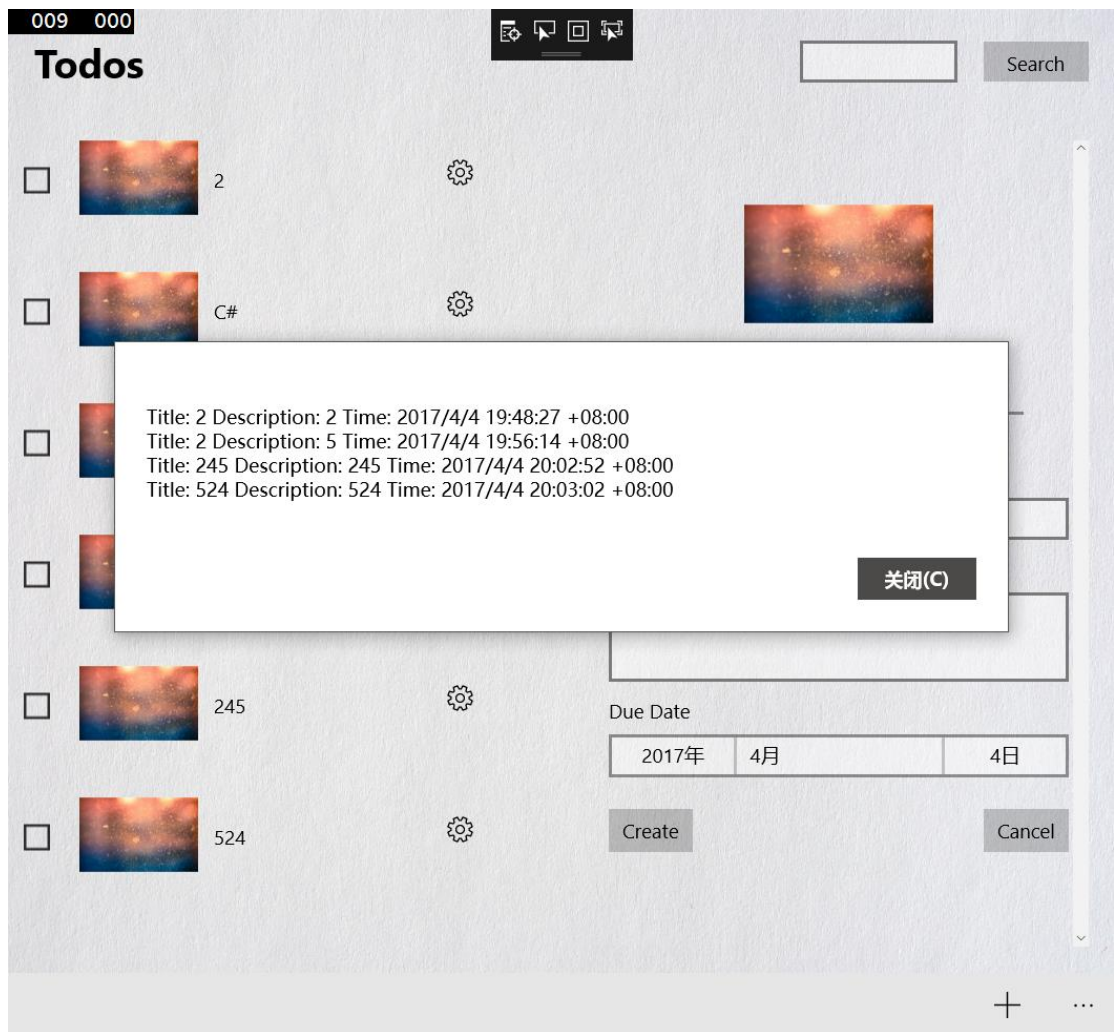 009 000
Todos
Search
2
C#
Title: 2 Description: 2 Time: 2017/4/4 19:48:27 +08:00
Title: 2 Description: 5 Time: 2017/4/4 19:56:14 +08:00
Title: 245 Description: 245 Time: 2017/4/4 20:02:52 +08:00
Title: 524 Description: 524 Time: 2017/4/4 20:03:02 +08:00
关闭(C)
245
Due Date
2017年 4月 4日
524
Create Cancel